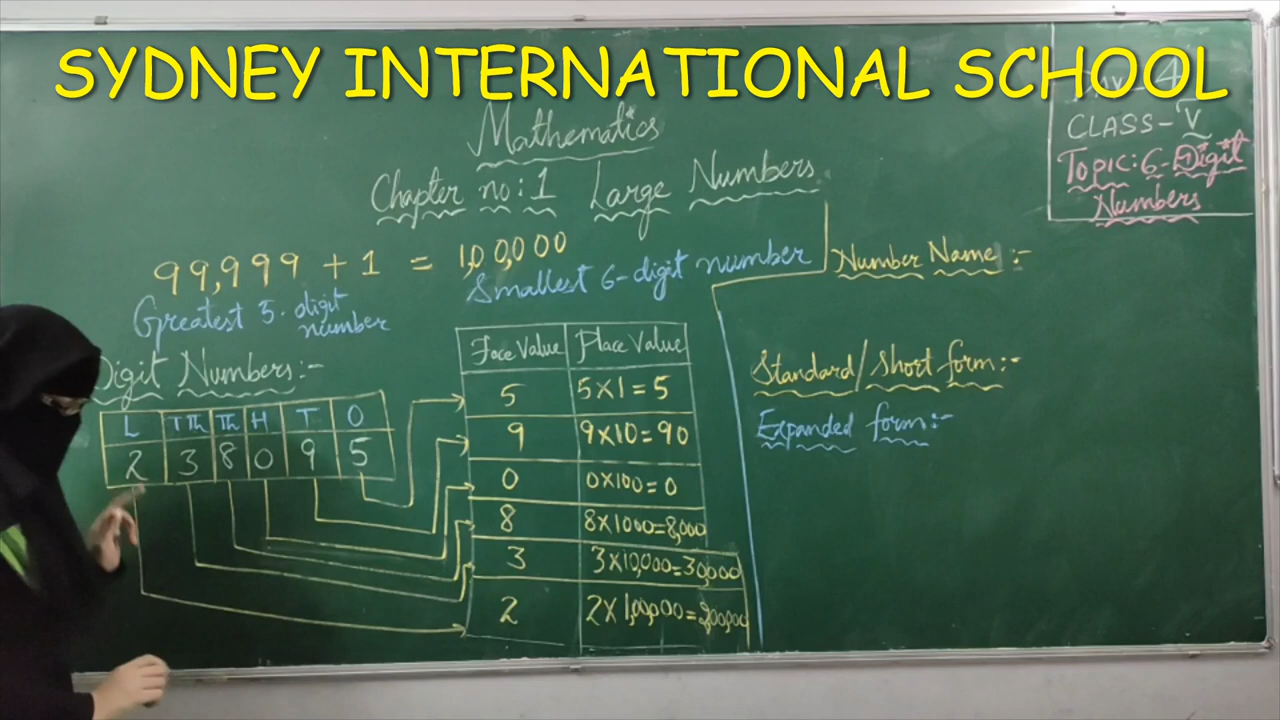 SYDNEY INTERNATIONAL SCHOOL
Div 4
CLASS- V
Topic: 6-Digit
Numbers
Mathematics
Chapter no: 1 Large Numbers
99,999 + 1 = 1,00,000
Greatest 5-digit
number
Smallest 6-digit number
Digit Numbers:-
L TTh Th H T O
2 3 8 0 9 5
Face Value Place Value
5 5×1=5
9 9×10=90
0 0×100=0
8 8×1000=8,000
3 3×10,000=30,000
2 2×1,00,000=2,00,000
Number Name:-
Standard/Short form:-
Expanded form:-